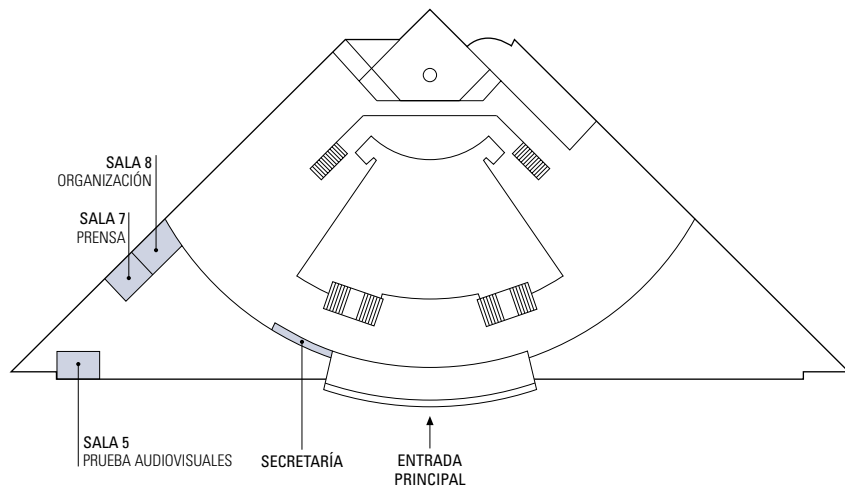 SALA 8
ORGANIZACIÓN
SALA 7
PRENSA
SALA 5
PRUEBA AUDIOVISUALES
SECRETARÍA
ENTRADA
PRINCIPAL